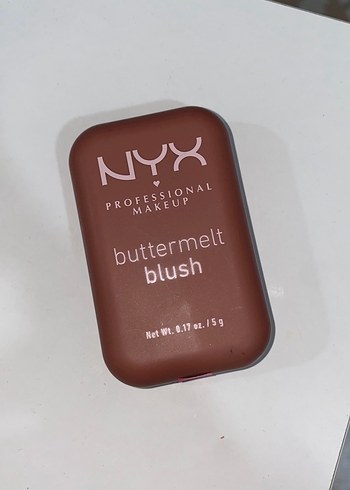 NYX
PROFESSIONAL
MAKEUP
buttermelt
blush
Net Wt. 0.17 oz. / 5 g